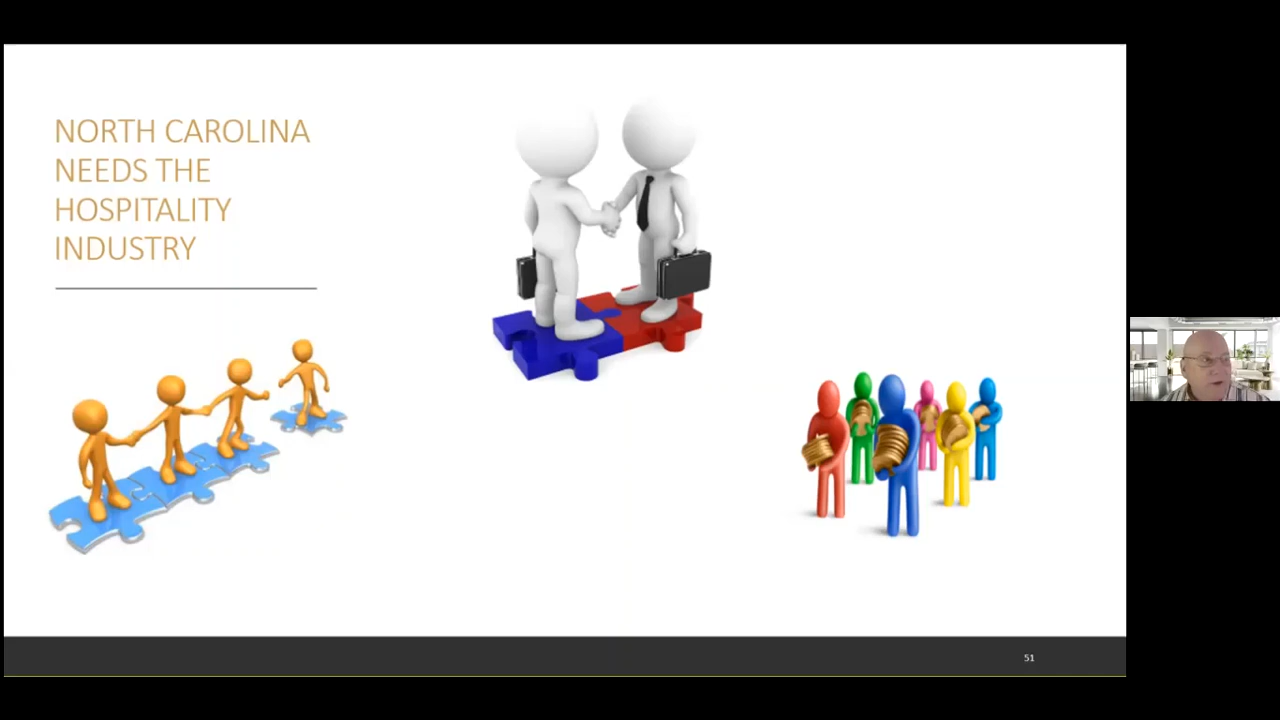 NORTH CAROLINA
NEEDS THE
HOSPITALITY
INDUSTRY
51